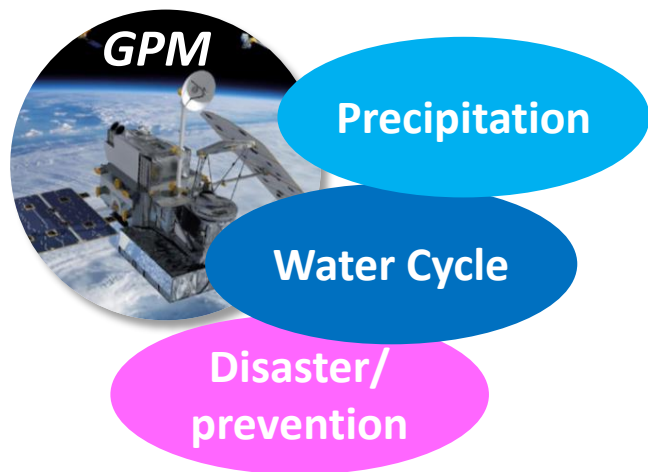 GPM
Precipitation
Water Cycle
Disaster/
prevention